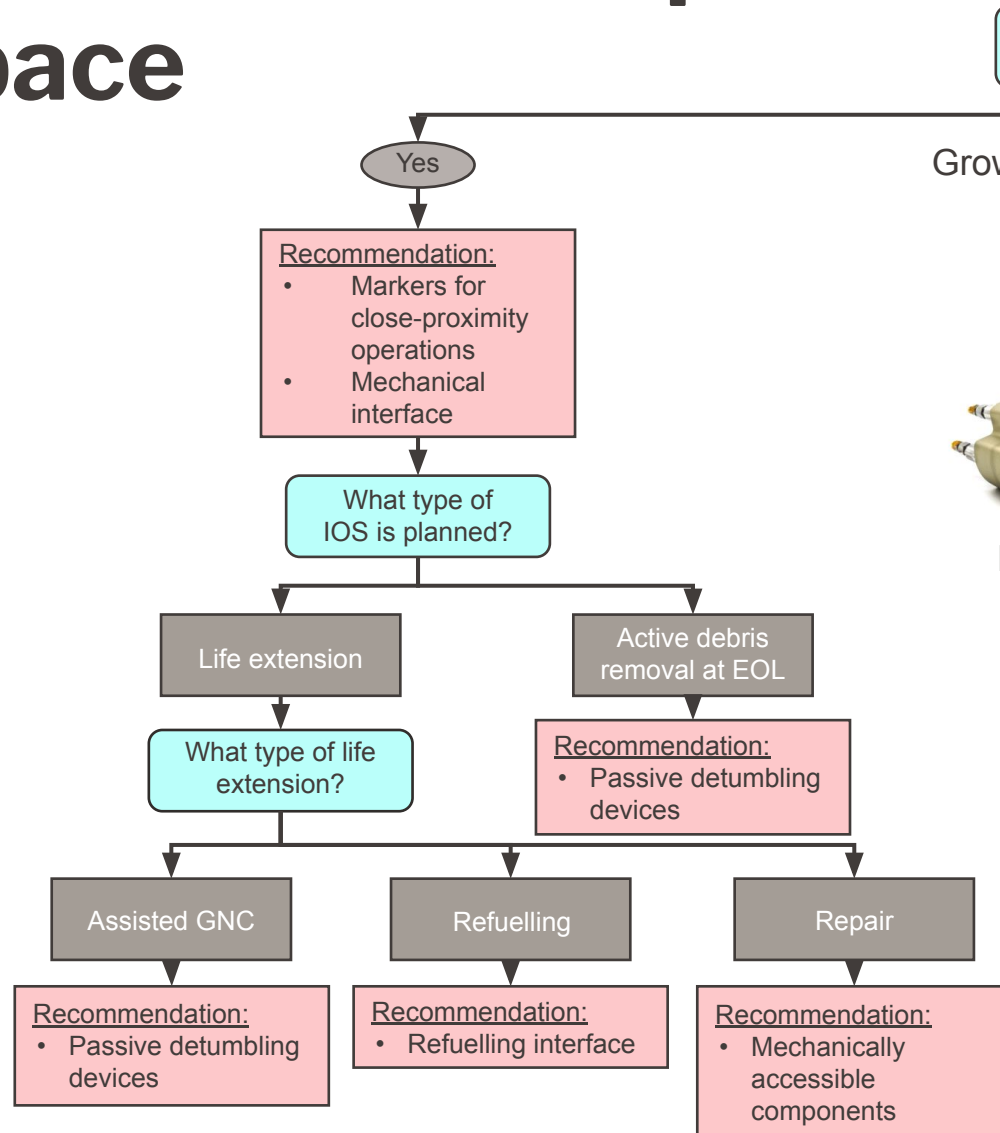 pace
Yes
Grow
Recommendation:
• Markers for
close-proximity
operations
• Mechanical
interface
What type of
IOS is planned?
Life extension
Active debris
removal at EOL
What type of life
extension?
Recommendation:
• Passive detumbling
devices
Assisted GNC
Refuelling
Repair
Recommendation:
• Passive detumbling
devices
Recommendation:
• Refuelling interface
Recommendation:
• Mechanically
accessible
components